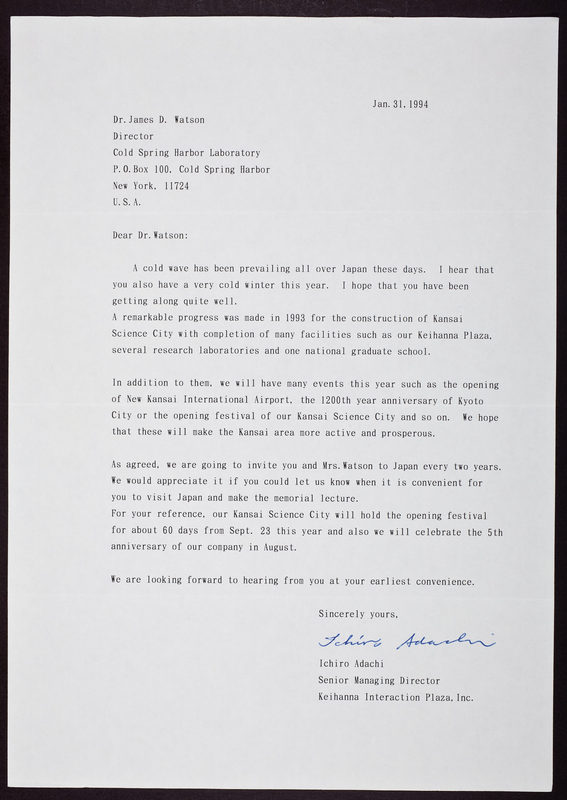 Jan. 31, 1994
Dr. James D. Watson
Director
Cold Spring Harbor Laboratory
P.O.Box 100, Cold Spring Harbor
New York, 11724
U.S.A.
Dear Dr. Watson:
A cold wave has been prevailing all over Japan these days. I hear that
you also have a very cold winter this year. I hope that you have been
getting along quite well.
A remarkable progress was made in 1993 for the construction of Kansai
Science City with completion of many facilities such as our Keihanna Plaza,
several research laboratories and one national graduate school.
In addition to them, we will have many events this year such as the opening
of New Kansai International Airport, the 1200th year anniversary of Kyoto
City or the opening festival of our Kansai Science City and so on. We hope
that these will make the Kansai area more active and prosperous.
As agreed, we are going to invite you and Mrs. Watson to Japan every two years.
We would appreciate it if you could let us know when it is convenient for
you to visit Japan and make the memorial lecture.
For your reference, our Kansai Science City will hold the opening festival
for about 60 days from Sept. 23 this year and also we will celebrate the 5th
anniversary of our company in August.
We are looking forward to hearing from you at your earliest convenience.
Sincerely yours,
Ichiro Adachi
Ichiro Adachi
Senior Managing Director
Keihanna Interaction Plaza, Inc.